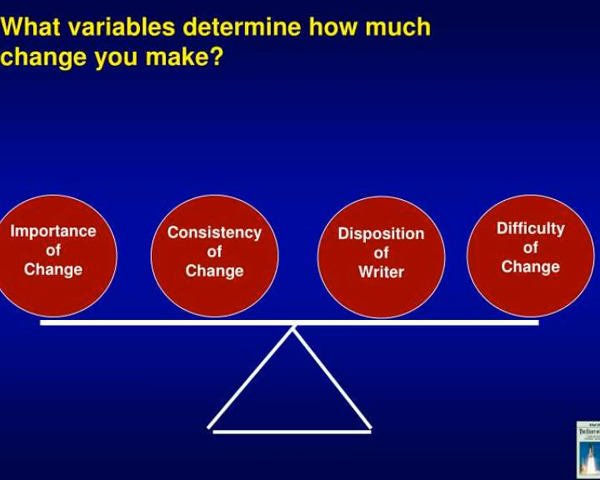 What variables determine how much
change you make?
Importance
of
Change
Consistency
of
Change
Disposition
of
Writer
Difficulty
of
Change